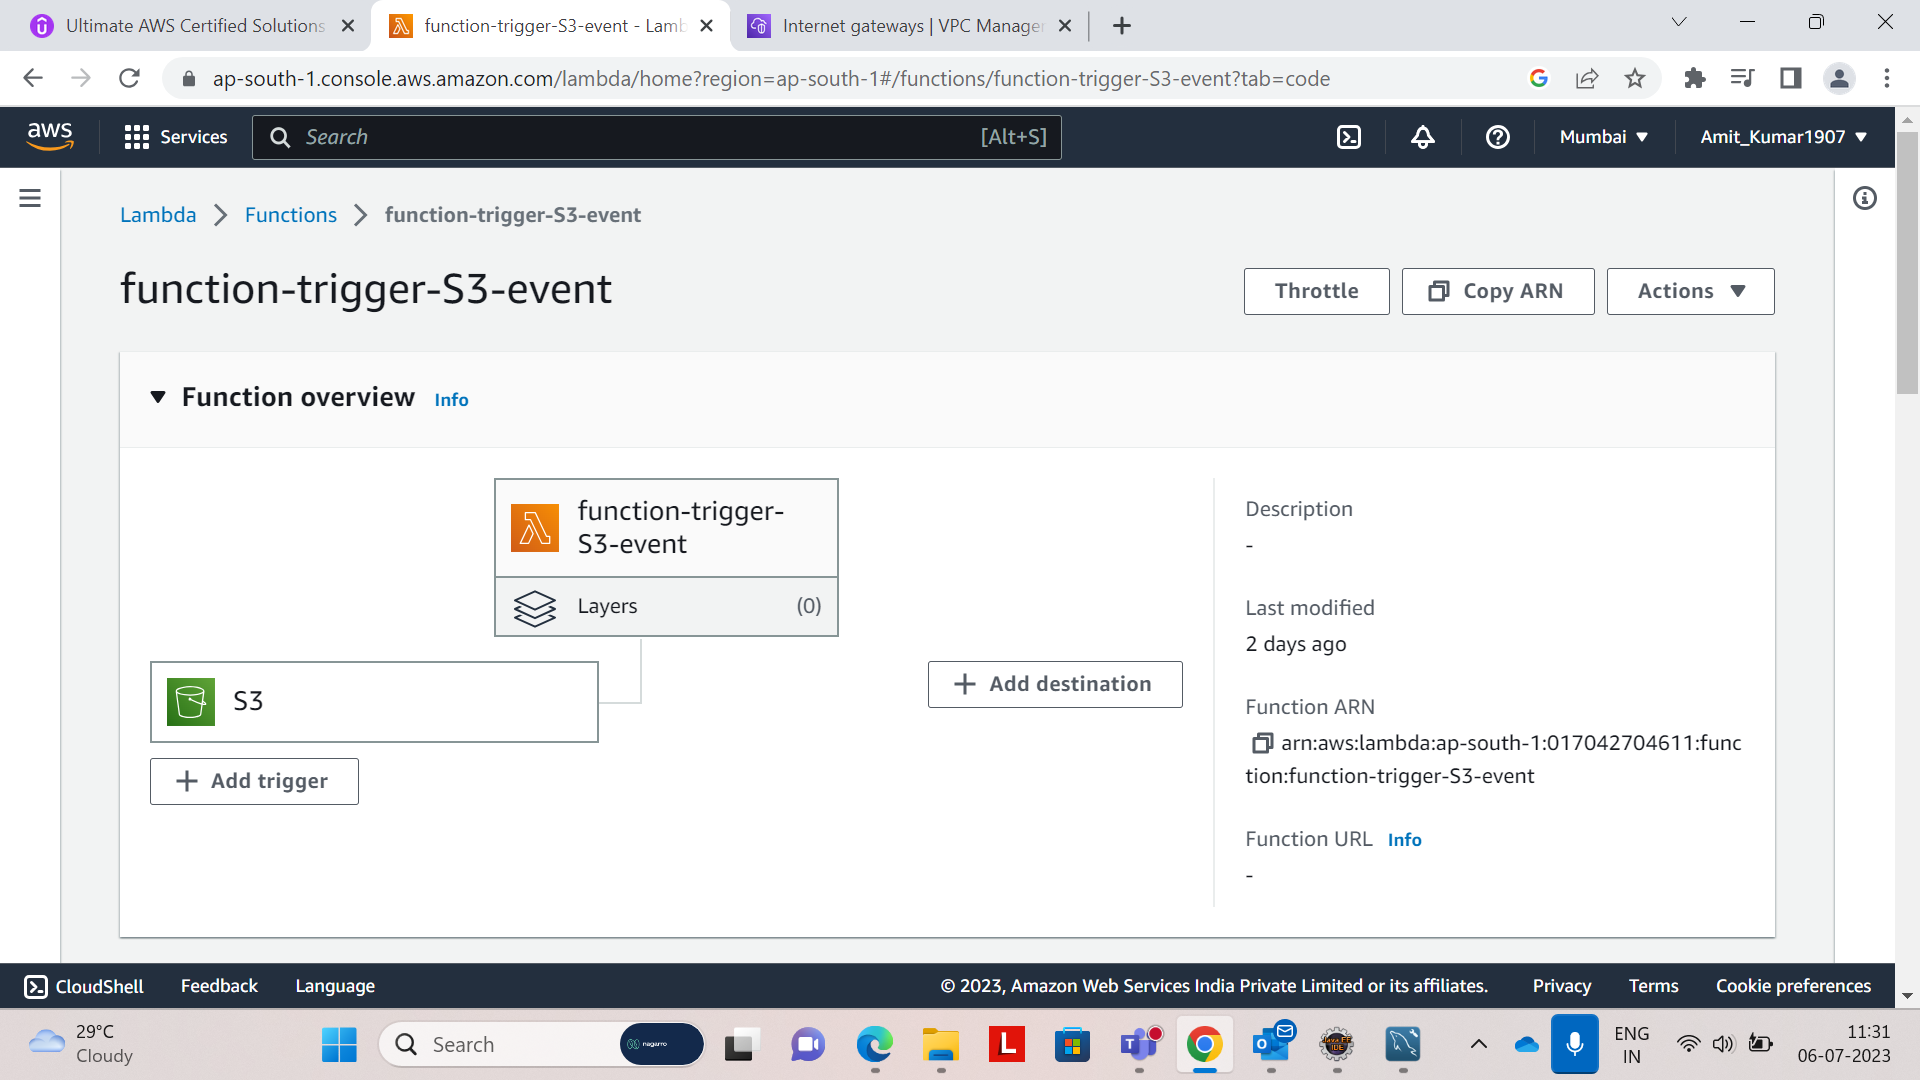 Ultimate AWS Certified Solutions
function-trigger-S3-event - Lamb
Internet gateways | VPC Manager
ap-south-1.console.aws.amazon.com/lambda/home?region=ap-south-1#/functions/function-trigger-S3-event?tab=code
aws
Services
Search
[Alt+S]
Mumbai
Amit_Kumar1907
Lambda
Functions
function-trigger-S3-event
function-trigger-S3-event
Throttle
Copy ARN
Actions
Function overview Info
function-trigger-
S3-event
Layers (0)
S3
Add trigger
Add destination
Description
-
Last modified
2 days ago
Function ARN
arn:aws:lambda:ap-south-1:017042704611:func
tion:function-trigger-S3-event
Function URL Info
-
CloudShell
Feedback
Language
© 2023, Amazon Web Services India Private Limited or its affiliates.
Privacy
Terms
Cookie preferences
29°C
Cloudy
Search
nagarro
ENG
IN
11:31
06-07-2023